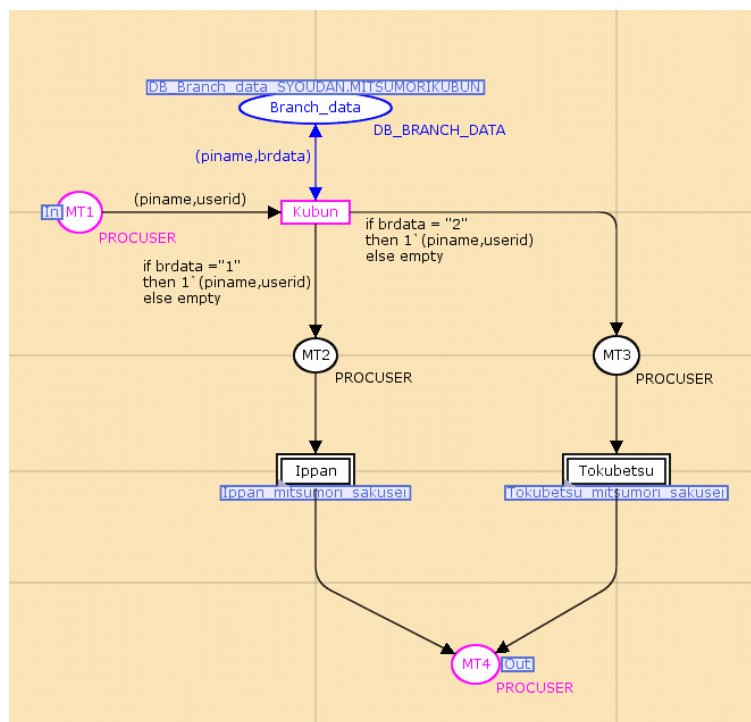 DB_Branch_data_SYOUDAN.MITSUMORIKUBUN
Branch_data
DB_BRANCH_DATA
(piname,brdata)
In
MT1
(piname,userid)
Kubun
PROCUSER
if brdata = "2"
then 1`(piname,userid)
else empty
if brdata ="1"
then 1`(piname,userid)
else empty
MT2
PROCUSER
MT3
PROCUSER
Ippan
Ippan_mitsumori_sakusei
Tokubetsu
Tokubetsu_mitsumori_sakusei
MT4
Out
PROCUSER